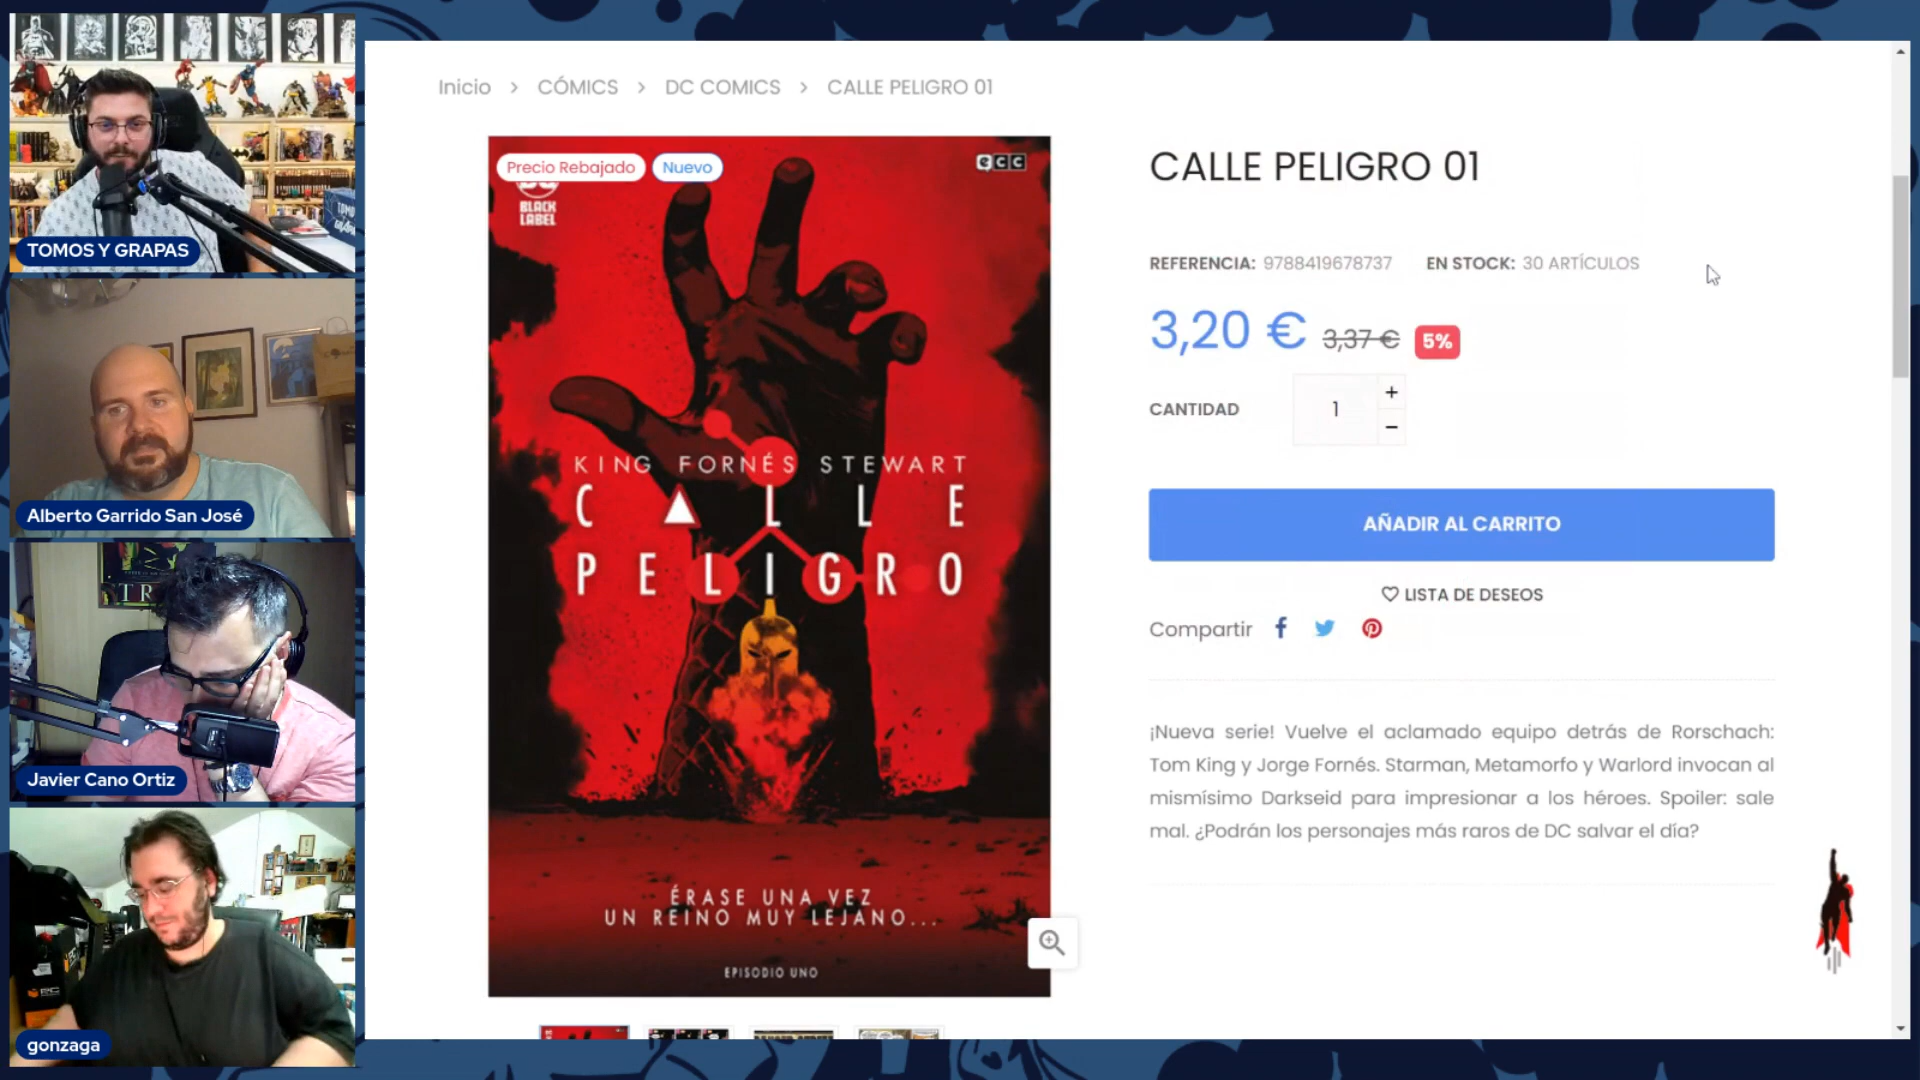 TOMOS Y GRAPAS
Alberto Garrido San José
Javier Cano Ortiz
gonzaga
Inicio > CÓMICS > DC COMICS > CALLE PELIGRO 01
Precio Rebajado
Nuevo
ecc
BLACK
LABEL
KING FORNÉS STEWART
CALLE
PELIGRO
ÉRASE UNA VEZ
UN REINO MUY LEJANO...
EPISODIO UNO
CALLE PELIGRO 01
REFERENCIA: 9788419678737 EN STOCK: 30 ARTÍCULOS
3,20 € 3,37 € 5%
CANTIDAD 1 + −
AÑADIR AL CARRITO
LISTA DE DESEOS
Compartir
¡Nueva serie! Vuelve el aclamado equipo detrás de Rorschach:
Tom King y Jorge Fornés. Starman, Metamorfo y Warlord invocan al
mismísimo Darkseid para impresionar a los héroes. Spoiler: sale
mal. ¿Podrán los personajes más raros de DC salvar el día?